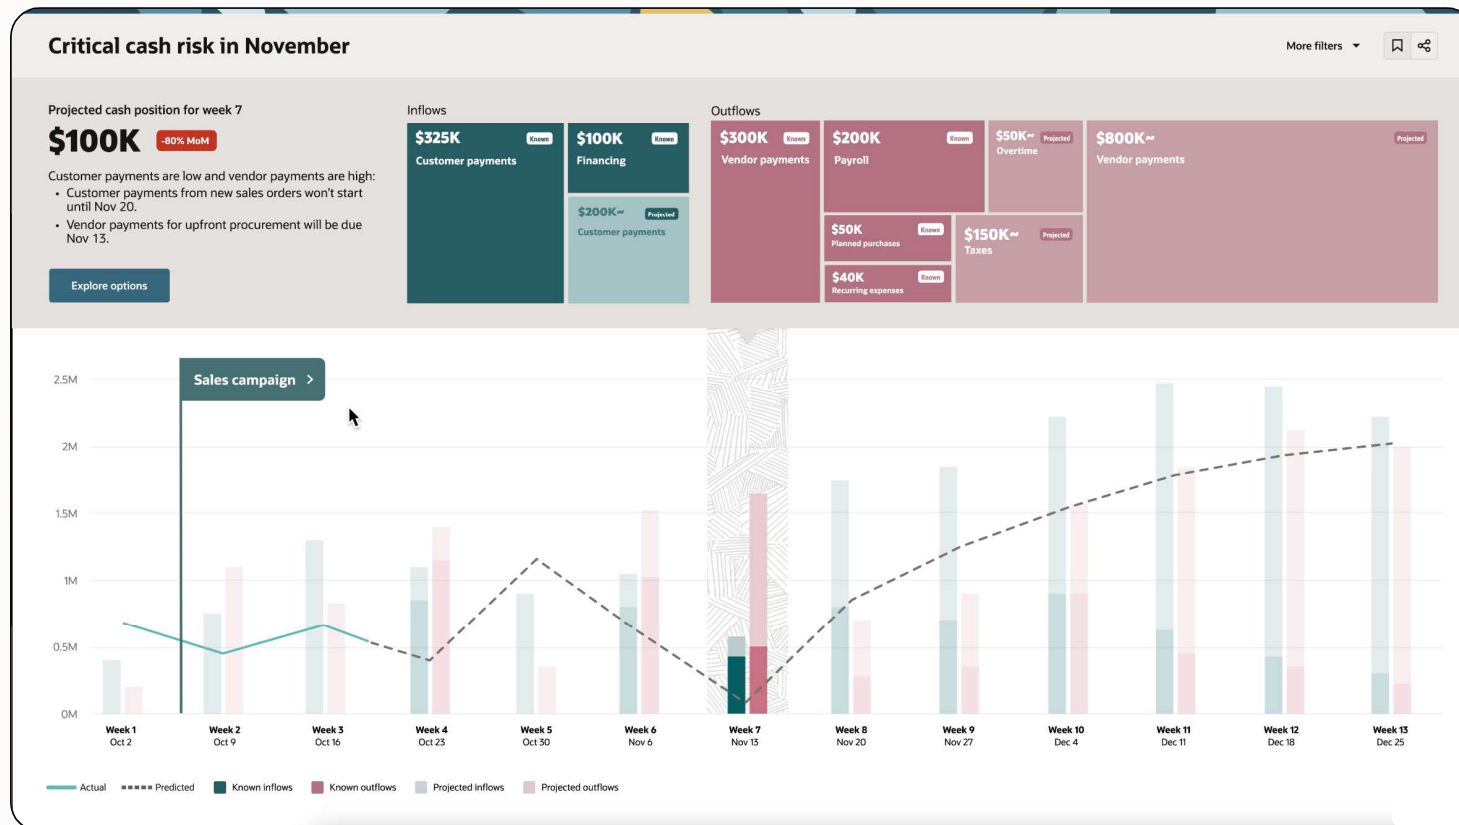 Critical cash risk in November
More filters
Projected cash position for week 7
$100K -80% MoM
Customer payments are low and vendor payments are high:
• Customer payments from new sales orders won't start
until Nov 20.
• Vendor payments for upfront procurement will be due
Nov 13.
Explore options
Inflows
$325K Known
Customer payments
$100K Known
Financing
$200K~ Projected
Customer payments
Outflows
$300K Known
Vendor payments
$200K Known
Payroll
$50K~ Projected
Overtime
$800K~ Projected
Vendor payments
$50K Known
Planned purchases
$150K~ Projected
Taxes
$40K Known
Recurring expenses
Sales campaign >
2.5M
2M
1.5M
1M
0.5M
0M
Week 1 Week 2 Week 3 Week 4 Week 5 Week 6 Week 7 Week 8 Week 9 Week 10 Week 11 Week 12 Week 13
Oct 2 Oct 9 Oct 16 Oct 23 Oct 30 Nov 6 Nov 13 Nov 20 Nov 27 Dec 4 Dec 11 Dec 18 Dec 25
Actual Predicted Known inflows Known outflows Projected inflows Projected outflows